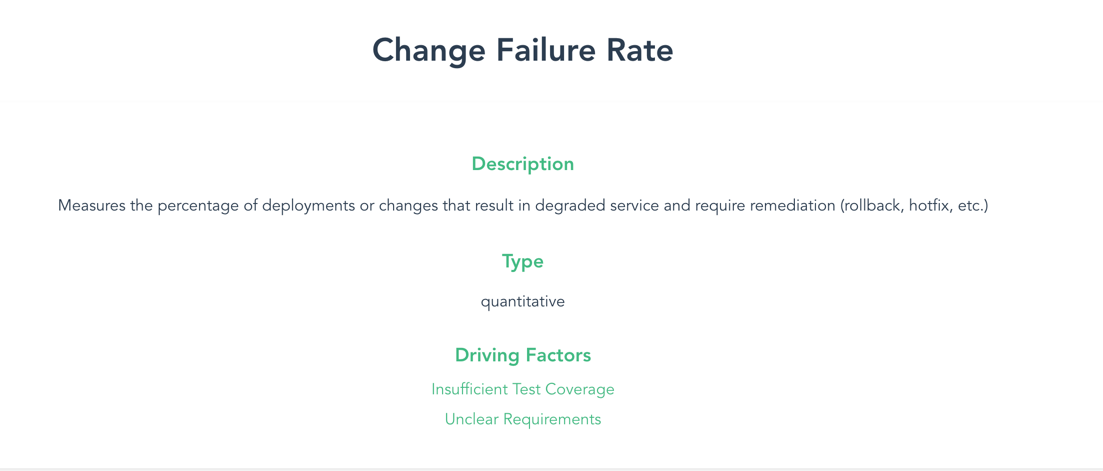 Change Failure Rate
Description
Measures the percentage of deployments or changes that result in degraded service and require remediation (rollback, hotfix, etc.)
Type
quantitative
Driving Factors
Insufficient Test Coverage
Unclear Requirements